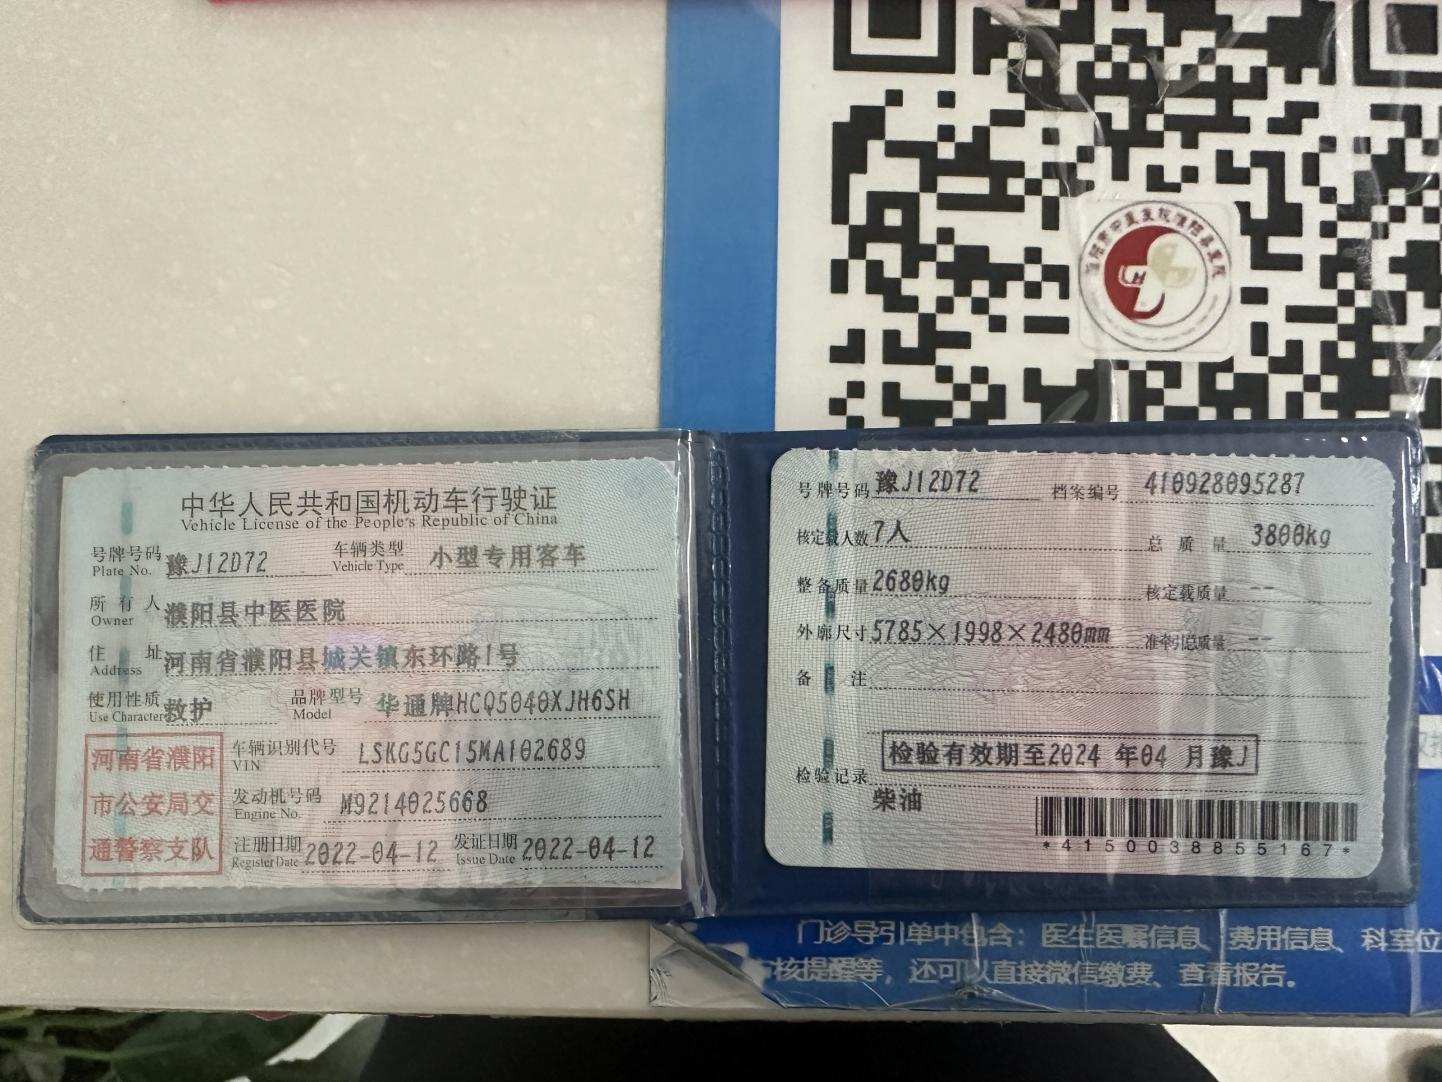 中华人民共和国机动车行驶证
Vehicle License of the People's Republic of China
号牌号码 豫J12D72 车辆类型 小型专用客车
Plate No. Vehicle Type
所有人 濮阳县中医医院
Owner
住址 河南省濮阳县城关镇东环路1号
Address
使用性质 救护 品牌型号 华通牌HCQ5040XJH6SH
Use Character Model
河南省濮阳
市公安局交
通警察支队
车辆识别代号 LSKG5GC15MA102689
VIN
发动机号码 M9214025668
Engine No.
注册日期 2022-04-12 发证日期 2022-04-12
Register Date Issue Date
号牌号码 豫J12D72 档案编号 410928095287
核定载人数 7人 总质量 3800kg
整备质量 2680kg 核定载质量 --
外廓尺寸 5785×1998×2480mm 准牵引总质量 --
备注
检验有效期至2024 年04 月豫J
检验记录
柴油
*4150038855167*
门诊导引单中包含：医生医嘱信息、费用信息、科室位
核提醒等，还可以直接微信缴费、查看报告。